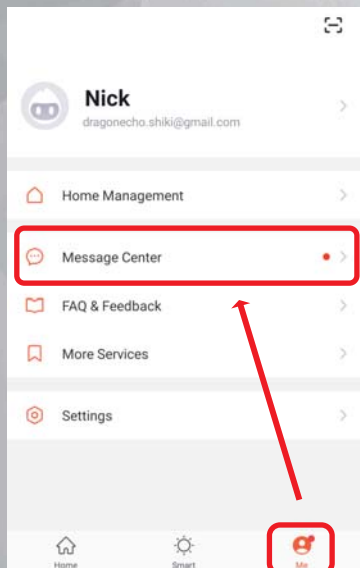 Nick
dragonecho.shiki@gmail.com
Home Management
Message Center
FAQ & Feedback
More Services
Settings
Home
Smart
Me